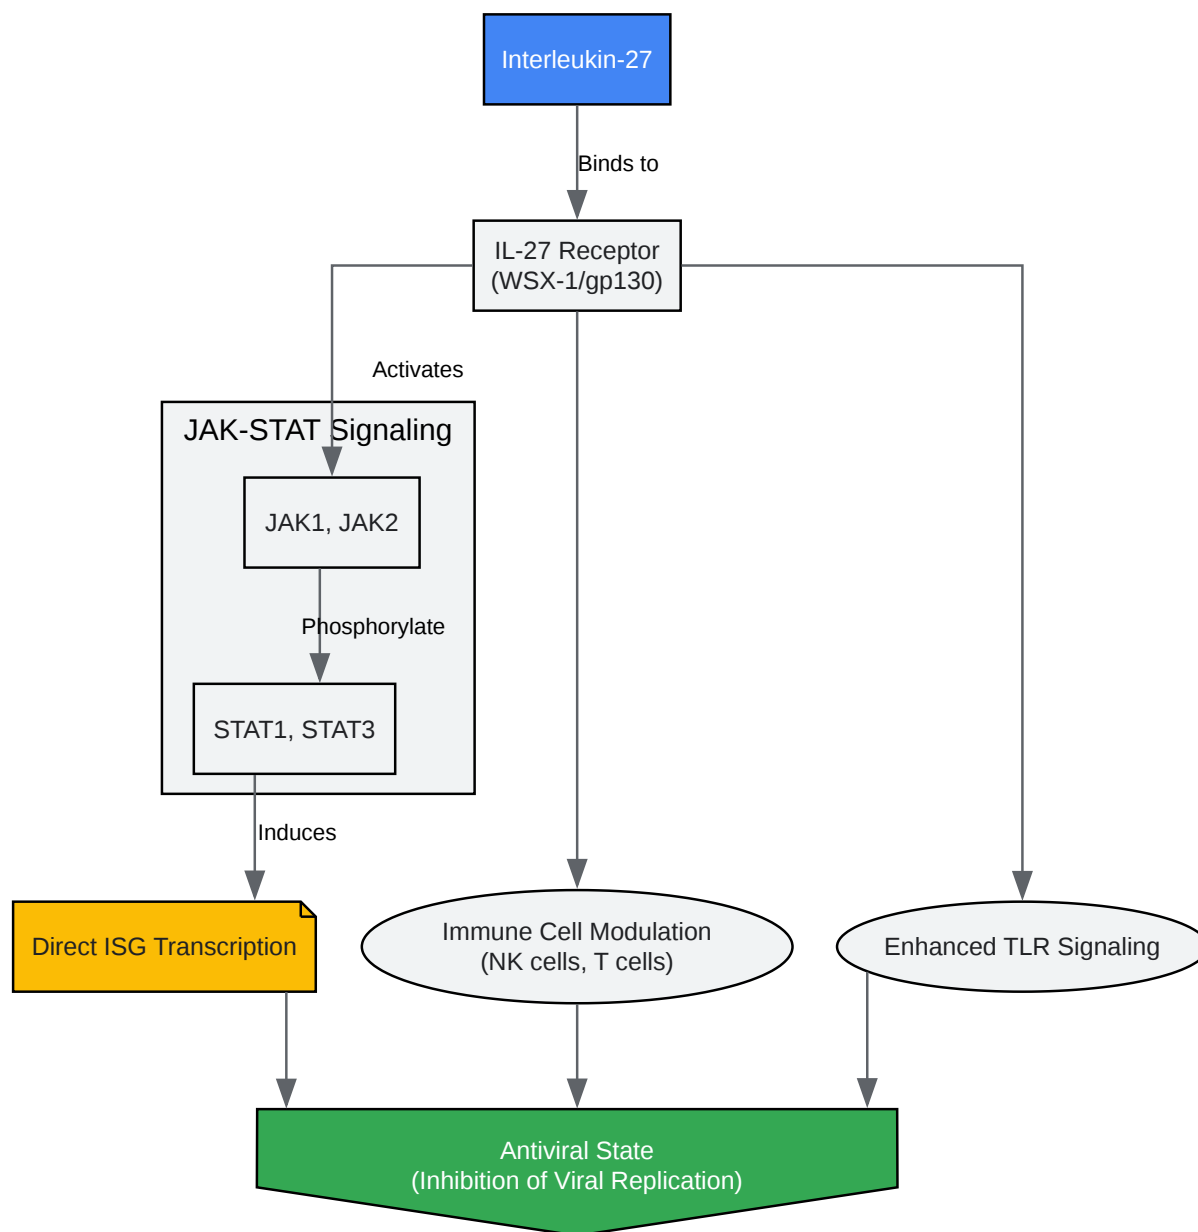 Interleukin-27
Binds to
IL-27 Receptor
(WSX-1/gp130)
Activates
JAK-STAT Signaling
JAK1, JAK2
Phosphorylate
STAT1, STAT3
Induces
Direct ISG Transcription
Immune Cell Modulation
(NK cells, T cells)
Enhanced TLR Signaling
Antiviral State
(Inhibition of Viral Replication)